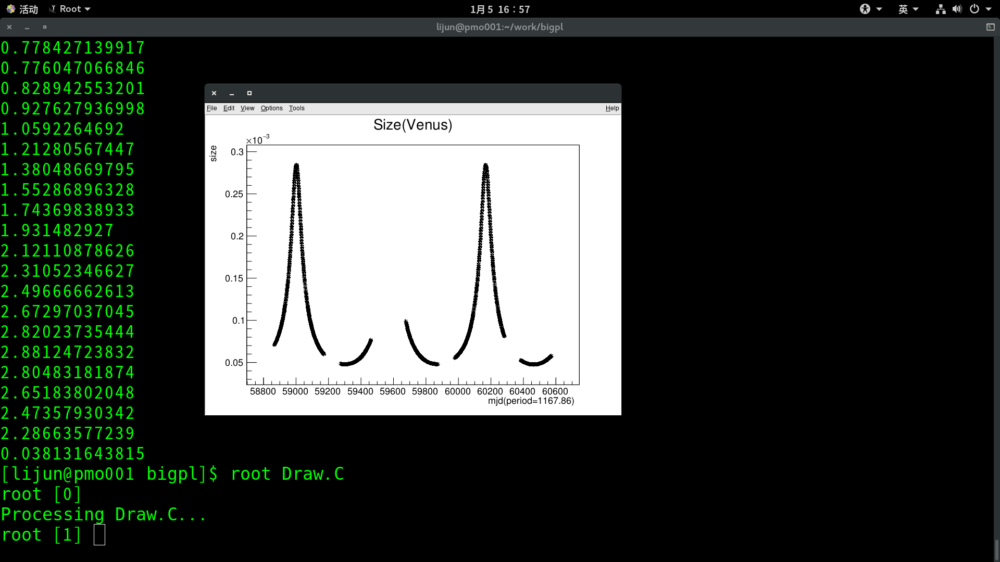 活动 Root 1月 5 16：57 英
lijun@pmo001:~/work/bigpl
0.778427139917
0.776047066846
0.828942553201
0.927627936998
1.0592264692
1.21280567447
1.38048669795
1.55286896328
1.74369838933
1.931482927
2.12110878626
2.31052346627
2.49666662613
2.67297037045
2.82023735444
2.88124723832
2.80483181874
2.65183802048
2.47357930342
2.28663577239
0.038131643815
[lijun@pmo001 bigpl]$ root Draw.C
root [0]
Processing Draw.C...
root [1]
File Edit View Options Tools Help
Size(Venus)
×10⁻³
size
0.3
0.25
0.2
0.15
0.1
0.05
58800 59000 59200 59400 59600 59800 60000 60200 60400 60600
mjd(period=1167.86)